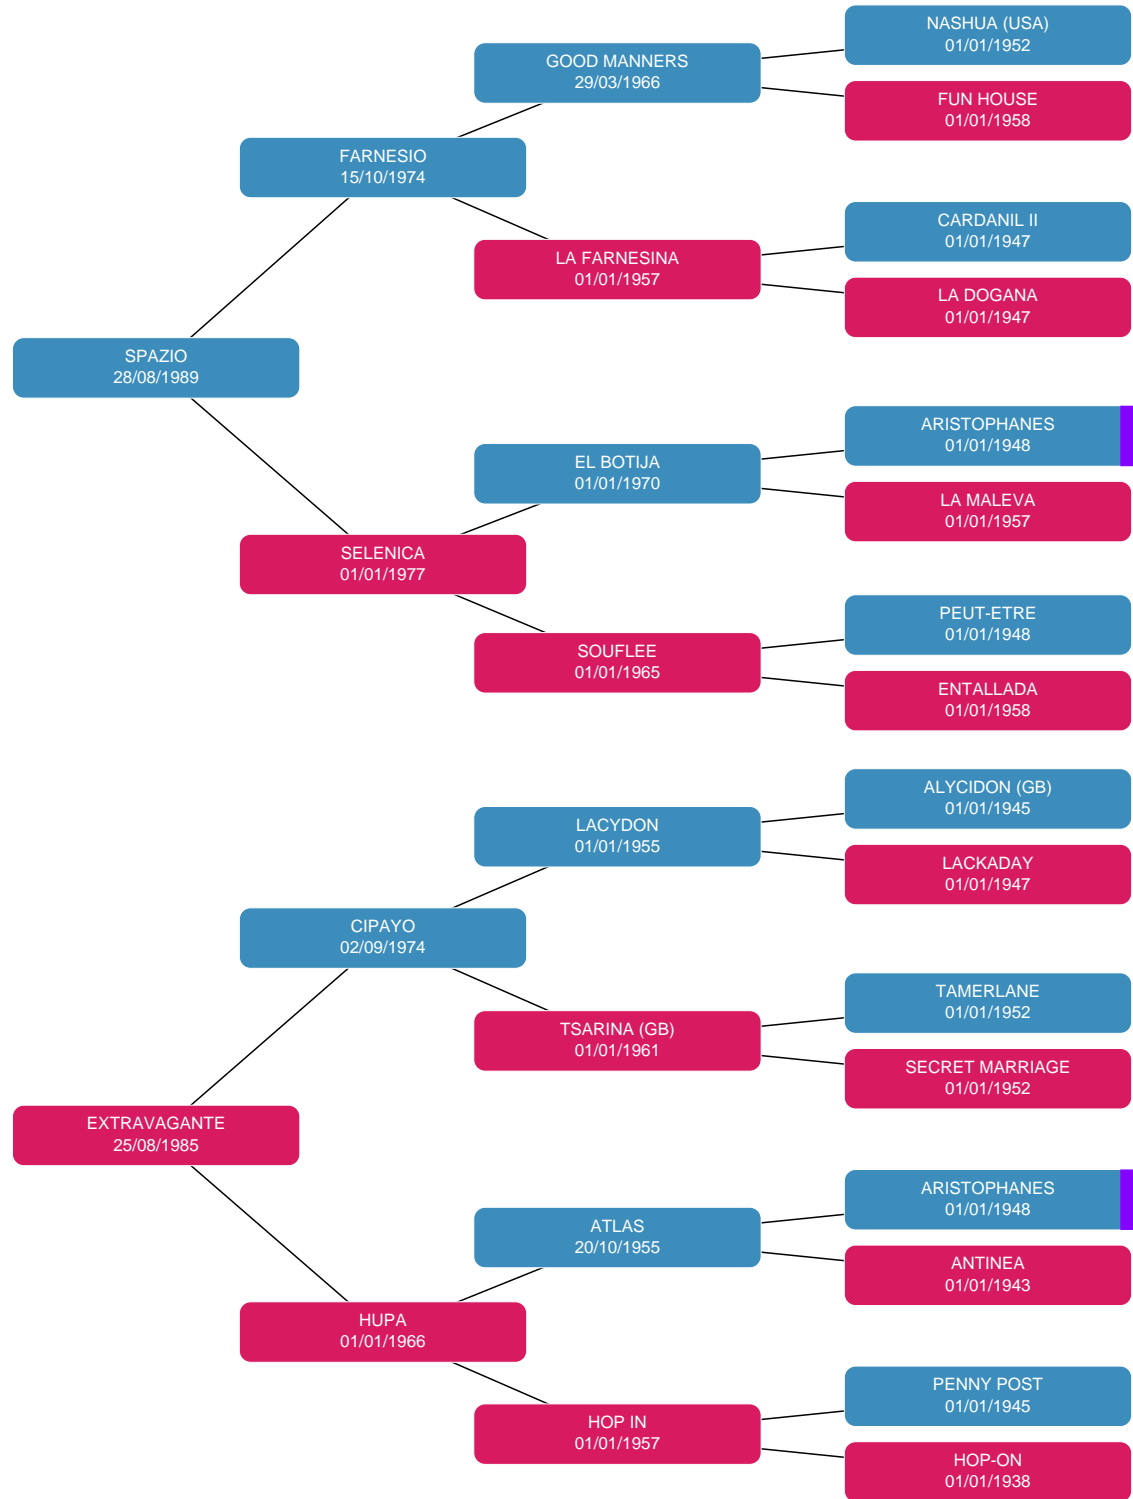 NASHUA (USA)
01/01/1952
GOOD MANNERS
29/03/1966
FUN HOUSE
01/01/1958
FARNESIO
15/10/1974
CARDANIL II
01/01/1947
LA FARNESINA
01/01/1957
LA DOGANA
01/01/1947
SPAZIO
28/08/1989
ARISTOPHANES
01/01/1948
EL BOTIJA
01/01/1970
LA MALEVA
01/01/1957
SELENICA
01/01/1977
PEUT-ETRE
01/01/1948
SOUFLEE
01/01/1965
ENTALLADA
01/01/1958
ALYCIDON (GB)
01/01/1945
LACYDON
01/01/1955
LACKADAY
01/01/1947
CIPAYO
02/09/1974
TAMERLANE
01/01/1952
TSARINA (GB)
01/01/1961
SECRET MARRIAGE
01/01/1952
EXTRAVAGANTE
25/08/1985
ARISTOPHANES
01/01/1948
ATLAS
20/10/1955
ANTINEA
01/01/1943
HUPA
01/01/1966
PENNY POST
01/01/1945
HOP IN
01/01/1957
HOP-ON
01/01/1938